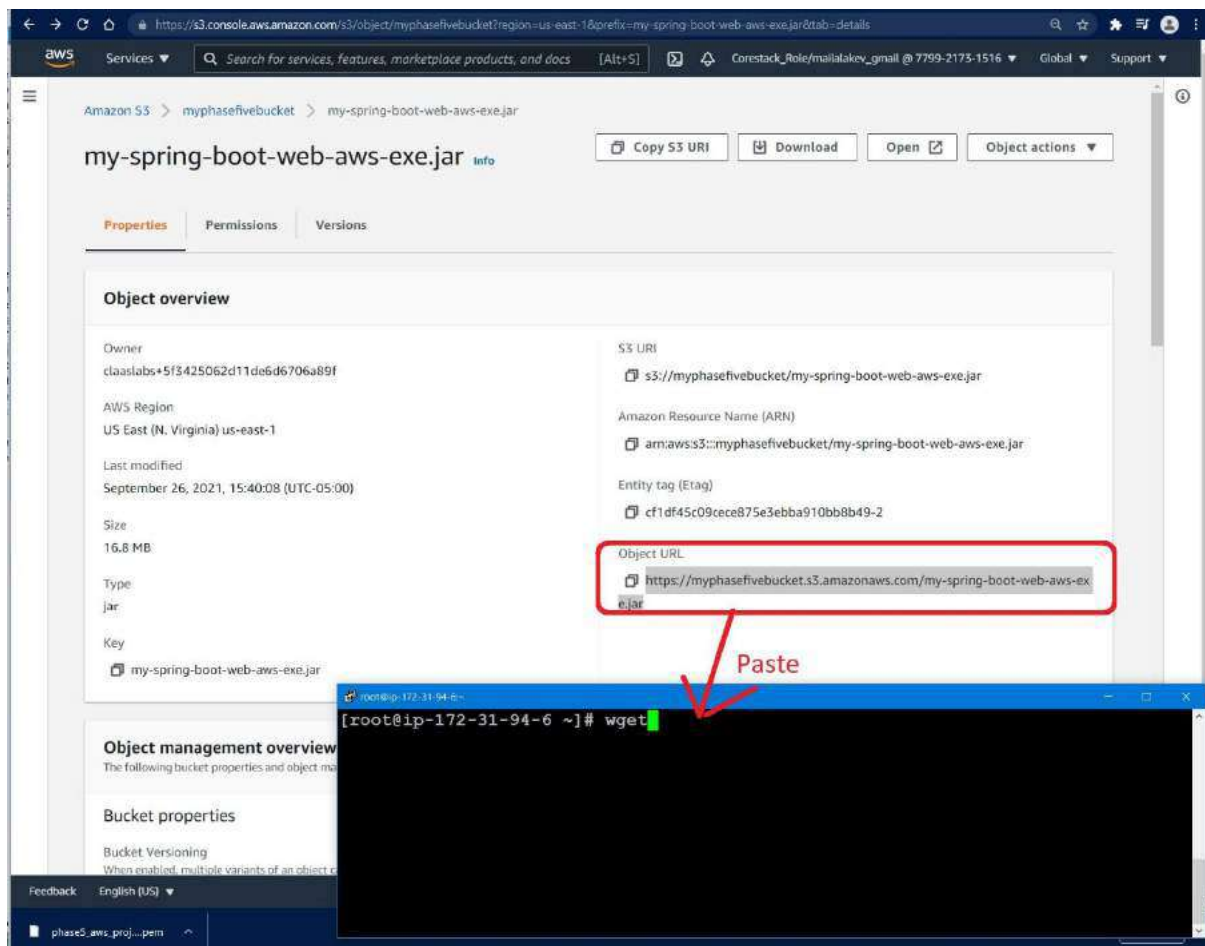 https://s3.console.aws.amazon.com/s3/object/myphasefivebucket?region=us-east-1&prefix=my-spring-boot-web-aws-exe.jar&tab=details
aws
Services ▼
Search for services, features, marketplace products, and docs
[Alt+S]
Corestack_Role/mailalakev_gmail @ 7799-2173-1516 ▼
Global ▼
Support ▼
Amazon S3 > myphasefivebucket > my-spring-boot-web-aws-exe.jar
my-spring-boot-web-aws-exe.jar Info
Copy S3 URI
Download
Open
Object actions ▼
Properties
Permissions
Versions
Object overview
Owner
claaslabs+5f3425062d11de6d6706a89f
AWS Region
US East (N. Virginia) us-east-1
Last modified
September 26, 2021, 15:40:08 (UTC-05:00)
Size
16.8 MB
Type
jar
Key
my-spring-boot-web-aws-exe.jar
S3 URI
s3://myphasefivebucket/my-spring-boot-web-aws-exe.jar
Amazon Resource Name (ARN)
arn:aws:s3:::myphasefivebucket/my-spring-boot-web-aws-exe.jar
Entity tag (Etag)
cf1df45c09cece875e3ebba910bb8b49-2
Object URL
https://myphasefivebucket.s3.amazonaws.com/my-spring-boot-web-aws-ex
e.jar
Paste
root@ip-172-31-94-6:~
[root@ip-172-31-94-6 ~]# wget
Object management overview
The following bucket properties and object ma
Bucket properties
Bucket Versioning
When enabled, multiple variants of an object c
Feedback
English (US) ▼
phase5_aws_proj....pem